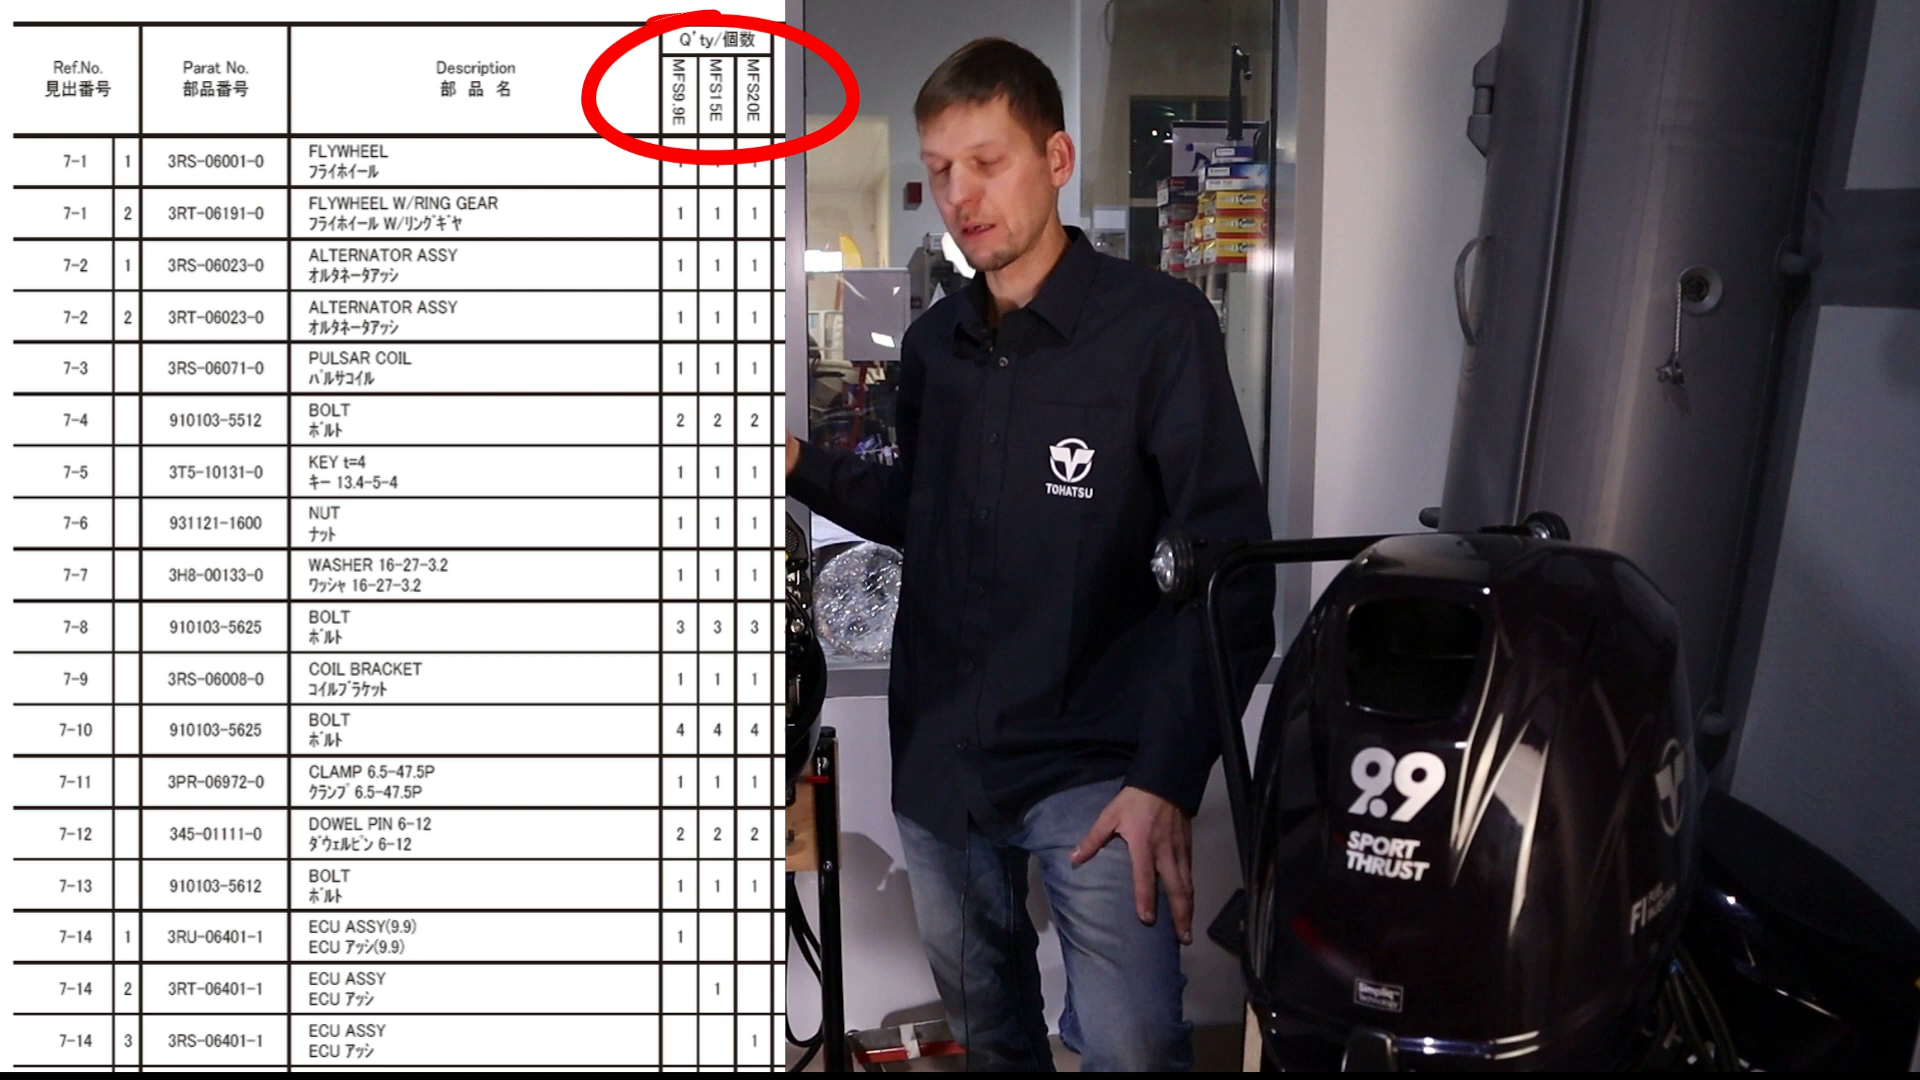 Q'ty/個数
Ref.No.
見出番号
Parat No.
部品番号
Description
部 品 名
MFS9.9E
MFS15E
MFS20E
7-1 1 3RS-06001-0 FLYWHEEL
フライホイール
7-1 2 3RT-06191-0 FLYWHEEL W/RING GEAR 1 1 1
フライホイール W/リングギヤ
7-2 1 3RS-06023-0 ALTERNATOR ASSY 1 1 1
オルタネータアッシ
7-2 2 3RT-06023-0 ALTERNATOR ASSY 1 1 1
オルタネータアッシ
7-3 3RS-06071-0 PULSAR COIL 1 1 1
パルサコイル
7-4 910103-5512 BOLT 2 2 2
ボルト
7-5 3T5-10131-0 KEY t=4 1 1 1
キー 13.4-5-4
7-6 931121-1600 NUT 1 1 1
ナット
7-7 3H8-00133-0 WASHER 16-27-3.2 1 1 1
ワッシャ 16-27-3.2
7-8 910103-5625 BOLT 3 3 3
ボルト
7-9 3RS-06008-0 COIL BRACKET 1 1 1
コイルブラケット
7-10 910103-5625 BOLT 4 4 4
ボルト
7-11 3PR-06972-0 CLAMP 6.5-47.5P 1 1 1
クランプ 6.5-47.5P
7-12 345-01111-0 DOWEL PIN 6-12 2 2 2
ダウェルピン 6-12
7-13 910103-5612 BOLT 1 1 1
ボルト
7-14 1 3RU-06401-1 ECU ASSY(9.9) 1
ECU アッシ(9.9)
7-14 2 3RT-06401-1 ECU ASSY 1
ECU アッシ
7-14 3 3RS-06401-1 ECU ASSY 1
ECU アッシ
TOHATSU
9.9
SPORT
THRUST
FI
Simpliq
Technology